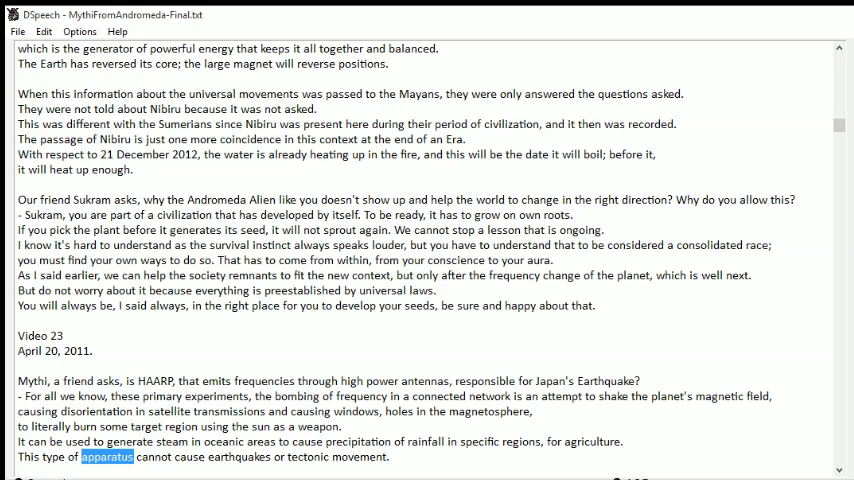 DSpeech - MythiFromAndromeda-Final.txt
File Edit Options Help
which is the generator of powerful energy that keeps it all together and balanced.
The Earth has reversed its core; the large magnet will reverse positions.
When this information about the universal movements was passed to the Mayans, they were only answered the questions asked.
They were not told about Nibiru because it was not asked.
This was different with the Sumerians since Nibiru was present here during their period of civilization, and it then was recorded.
The passage of Nibiru is just one more coincidence in this context at the end of an Era.
With respect to 21 December 2012, the water is already heating up in the fire, and this will be the date it will boil; before it,
it will heat up enough.
Our friend Sukram asks, why the Andromeda Alien like you doesn't show up and help the world to change in the right direction? Why do you allow this?
- Sukram, you are part of a civilization that has developed by itself. To be ready, it has to grow on own roots.
If you pick the plant before it generates its seed, it will not sprout again. We cannot stop a lesson that is ongoing.
I know it's hard to understand as the survival instinct always speaks louder, but you have to understand that to be considered a consolidated race;
you must find your own ways to do so. That has to come from within, from your conscience to your aura.
As I said earlier, we can help the society remnants to fit the new context, but only after the frequency change of the planet, which is well next.
But do not worry about it because everything is preestablished by universal laws.
You will always be, I said always, in the right place for you to develop your seeds, be sure and happy about that.
Video 23
April 20, 2011.
Mythi, a friend asks, is HAARP, that emits frequencies through high power antennas, responsible for Japan's Earthquake?
- For all we know, these primary experiments, the bombing of frequency in a connected network is an attempt to shake the planet's magnetic field,
causing disorientation in satellite transmissions and causing windows, holes in the magnetosphere,
to literally burn some target region using the sun as a weapon.
It can be used to generate steam in oceanic areas to cause precipitation of rainfall in specific regions, for agriculture.
This type of apparatus cannot cause earthquakes or tectonic movement.